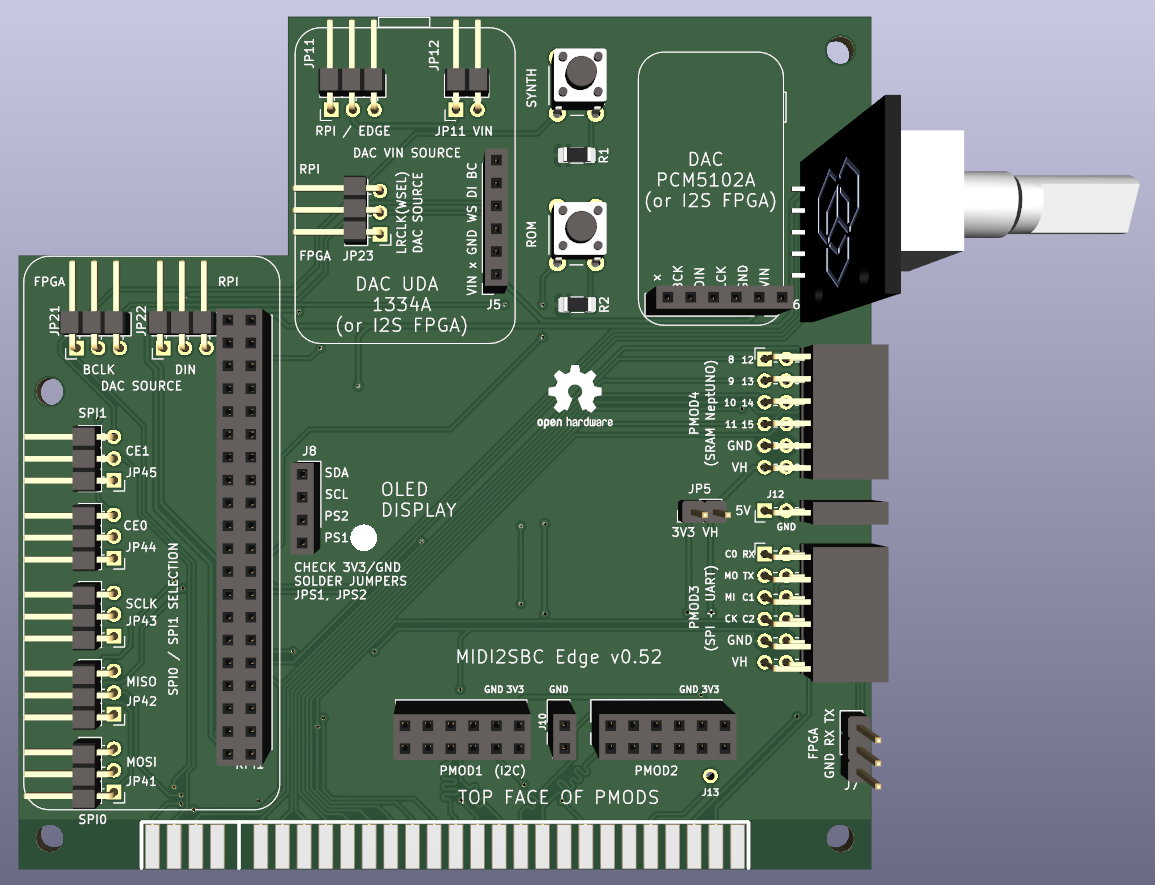 JP11
JP12
RPI / EDGE
JP11 VIN
DAC VIN SOURCE
RPI
LRCLK(WSEL)
DAC SOURCE
FPGA
JP23
VIN x GND WS DI BC
J5
DAC UDA
1334A
(or I2S FPGA)
SYNTH
R1
ROM
R2
DAC
PCM5102A
(or I2S FPGA)
x
BCK
DIN
LCK
GND
VIN
6
FPGA
RPI
JP21
JP22
BCLK
DIN
DAC SOURCE
SPI1
CE1
JP45
CE0
JP44
SCLK
JP43
MISO
JP42
MOSI
JP41
SPI0
SPI0 / SPI1 SELECTION
J8
SDA
SCL
PS2
PS1
OLED
DISPLAY
CHECK 3V3/GND
SOLDER JUMPERS
JPS1, JPS2
open hardware
PMOD4
(SRAM NeptUNO)
8 12
9 13
10 14
11 15
GND
VH
JP5
3V3 VH
J12
5V
GND
PMOD3
(SPI - UART)
C0 RX
MO TX
MI C1
CK C2
GND
VH
MIDI2SBC Edge v0.52
GND 3V3
GND
GND 3V3
J10
PMOD1 (I2C)
PMOD2
J13
TOP FACE OF PMODS
FPGA
GND RX TX
J7